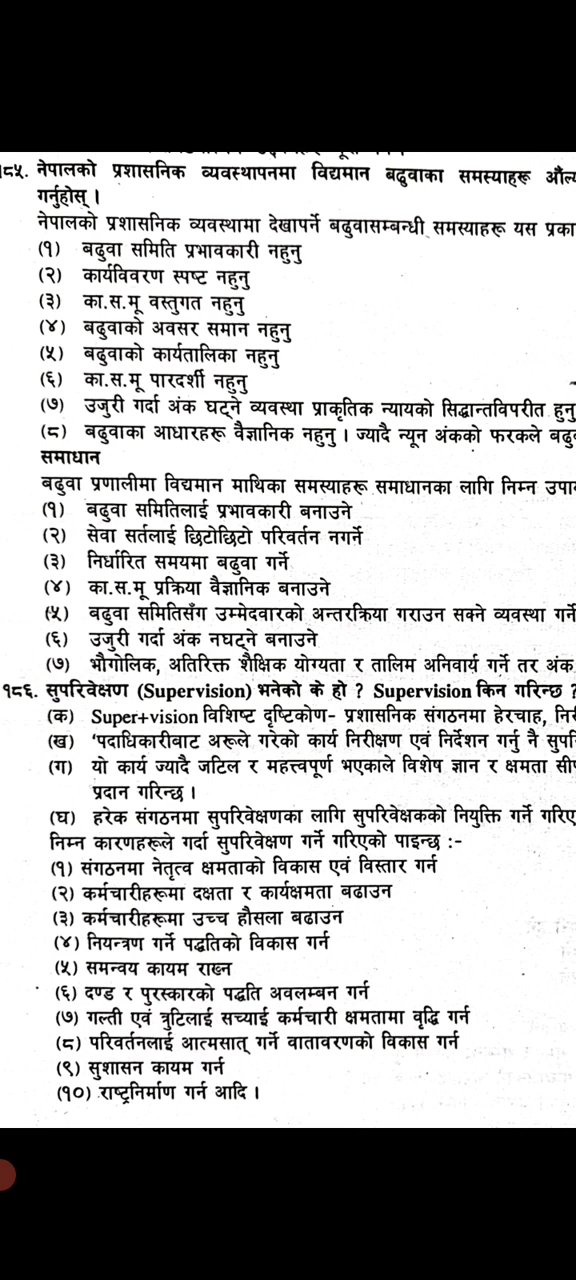 १८५. नेपालको प्रशासनिक व्यवस्थापनमा विद्यमान बढुवाका समस्याहरू
गर्नुहोस् ।
नेपालको प्रशासनिक व्यवस्थामा देखापर्ने बढुवासम्बन्धी समस्याहरू यस
(१) बढुवा समिति प्रभावकारी नहुनु
(२) कार्यविवरण स्पष्ट नहुनु
(३) का.स.मू वस्तुगत नहुनु
(४) बढुवाको अवसर समान नहुनु
(५) बढुवाको कार्यतालिका नहुनु
(६) का.स.मू पारदर्शी नहुनु
(७) उजुरी गर्दा अंक घट्ने व्यवस्था प्राकृतिक न्यायको सिद्धान्तविपरीत हुनु
(८) बढुवाका आधारहरू वैज्ञानिक नहुनु । ज्यादै न्यून अंकको फरकले
समाधान
बढुवा प्रणालीमा विद्यमान माथिका समस्याहरू समाधानका लागि निम्न
(१) बढुवा समितिलाई प्रभावकारी बनाउने
(२) सेवा सर्तलाई छिटोछिटो परिवर्तन नगर्ने
(३) निर्धारित समयमा बढुवा गर्ने
(४) का.स.मू प्रक्रिया वैज्ञानिक बनाउने
(५) बढुवा समितिसँग उम्मेदवारको अन्तरक्रिया गराउन सक्ने व्यवस्था गर्ने
(६) उजुरी गर्दा अंक नघट्ने बनाउने
(७) भौगोलिक, अतिरिक्त शैक्षिक योग्यता र तालिम अनिवार्य गर्ने तर अंक
१८६. सुपरिवेक्षण (Supervision) भनेको के हो ? Supervision किन गरिन्छ ?
(क) Super+vision विशिष्ट दृष्टिकोण- प्रशासनिक संगठनमा हेरचाह,
(ख) 'पदाधिकारीबाट अरूले गरेको कार्य निरीक्षण एवं निर्देशन गर्नु नै
(ग) यो कार्य ज्यादै जटिल र महत्त्वपूर्ण भएकाले विशेष ज्ञान र क्षमता
प्रदान गरिन्छ ।
(घ) हरेक संगठनमा सुपरिवेक्षणका लागि सुपरिवेक्षकको नियुक्ति गर्ने
निम्न कारणहरूले गर्दा सुपरिवेक्षण गर्ने गरिएको पाइन्छ :-
(१) संगठनमा नेतृत्व क्षमताको विकास एवं विस्तार गर्न
(२) कर्मचारीहरूमा दक्षता र कार्यक्षमता बढाउन
(३) कर्मचारीहरूमा उच्च हौसला बढाउन
(४) नियन्त्रण गर्ने पद्धतिको विकास गर्न
(५) समन्वय कायम राख्न
(६) दण्ड र पुरस्कारको पद्धति अवलम्बन गर्न
(७) गल्ती एवं त्रुटिलाई सच्याई कर्मचारी क्षमतामा वृद्धि गर्न
(८) परिवर्तनलाई आत्मसात् गर्ने वातावरणको विकास गर्न
(९) सुशासन कायम गर्न
(१०) राष्ट्रनिर्माण गर्न आदि ।